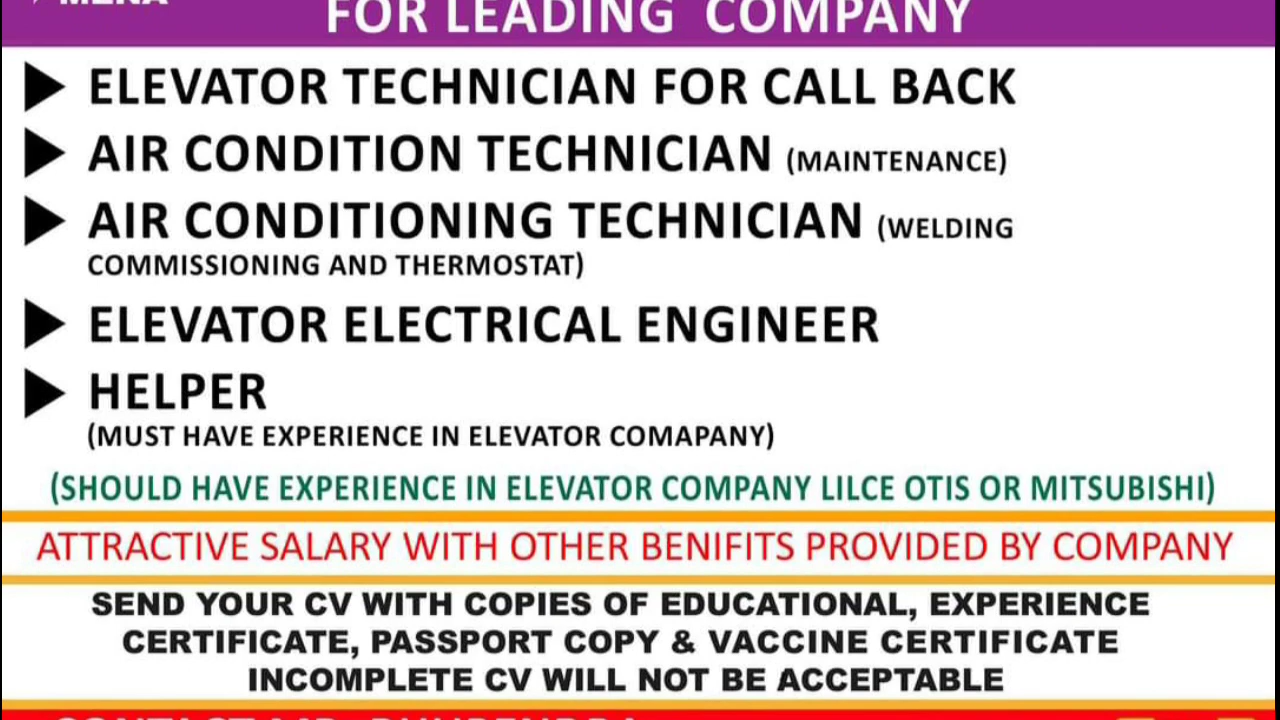 FOR LEADING COMPANY
ELEVATOR TECHNICIAN FOR CALL BACK
AIR CONDITION TECHNICIAN (MAINTENANCE)
AIR CONDITIONING TECHNICIAN (WELDING
COMMISSIONING AND THERMOSTAT)
ELEVATOR ELECTRICAL ENGINEER
HELPER
(MUST HAVE EXPERIENCE IN ELEVATOR COMAPANY)
(SHOULD HAVE EXPERIENCE IN ELEVATOR COMPANY LILCE OTIS OR MITSUBISHI)
ATTRACTIVE SALARY WITH OTHER BENIFITS PROVIDED BY COMPANY
SEND YOUR CV WITH COPIES OF EDUCATIONAL, EXPERIENCE
CERTIFICATE, PASSPORT COPY & VACCINE CERTIFICATE
INCOMPLETE CV WILL NOT BE ACCEPTABLE